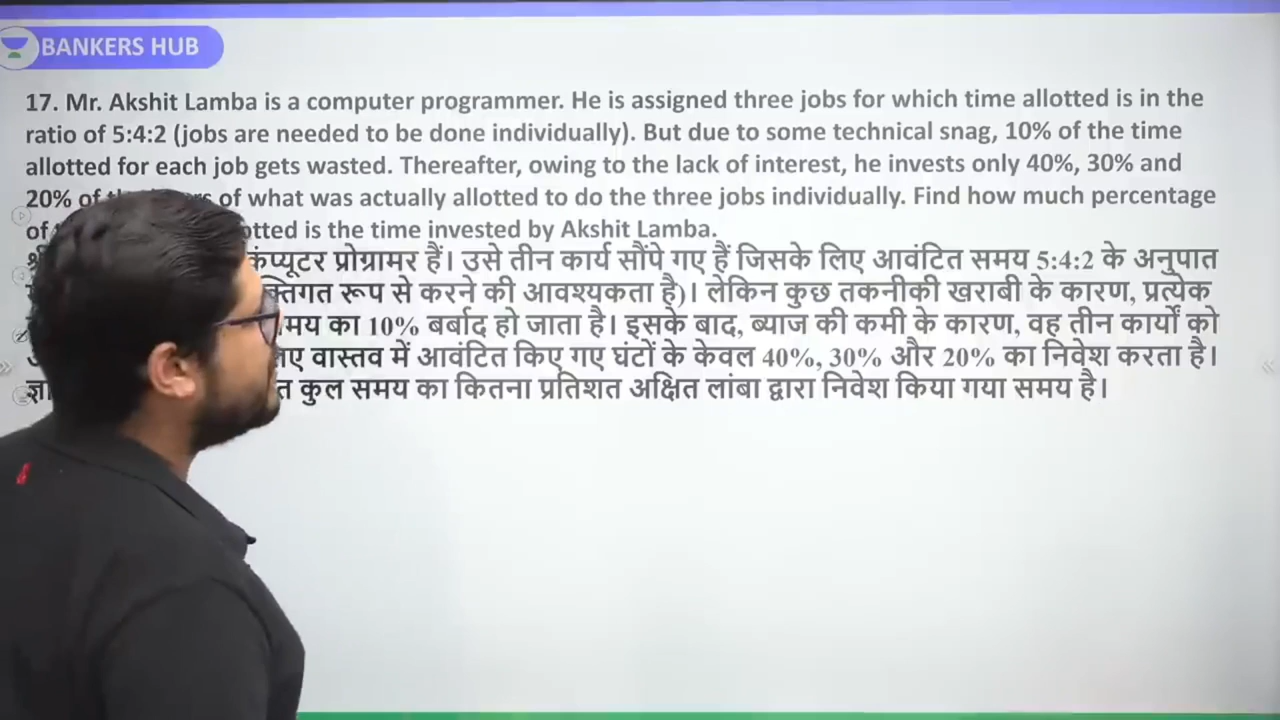 BANKERS HUB
17. Mr. Akshit Lamba is a computer programmer. He is assigned three jobs for which time allotted is in the
ratio of 5:4:2 (jobs are needed to be done individually). But due to some technical snag, 10% of the time
allotted for each job gets wasted. Thereafter, owing to the lack of interest, he invests only 40%, 30% and
20% of of what was actually allotted to do the three jobs individually. Find how much percentage
of is the time invested by Akshit Lamba.
कंप्यूटर प्रोग्रामर हैं। उसे तीन कार्य सौंपे गए हैं जिसके लिए आवंटित समय 5:4:2 के अनुपात
रूप से करने की आवश्यकता है)। लेकिन कुछ तकनीकी खराबी के कारण, प्रत्येक
का 10% बर्बाद हो जाता है। इसके बाद, ब्याज की कमी के कारण, वह तीन कार्यों को
वास्तव में आवंटित किए गए घंटों के केवल 40%, 30% और 20% का निवेश करता है।
कुल समय का कितना प्रतिशत अक्षित लांबा द्वारा निवेश किया गया समय है।